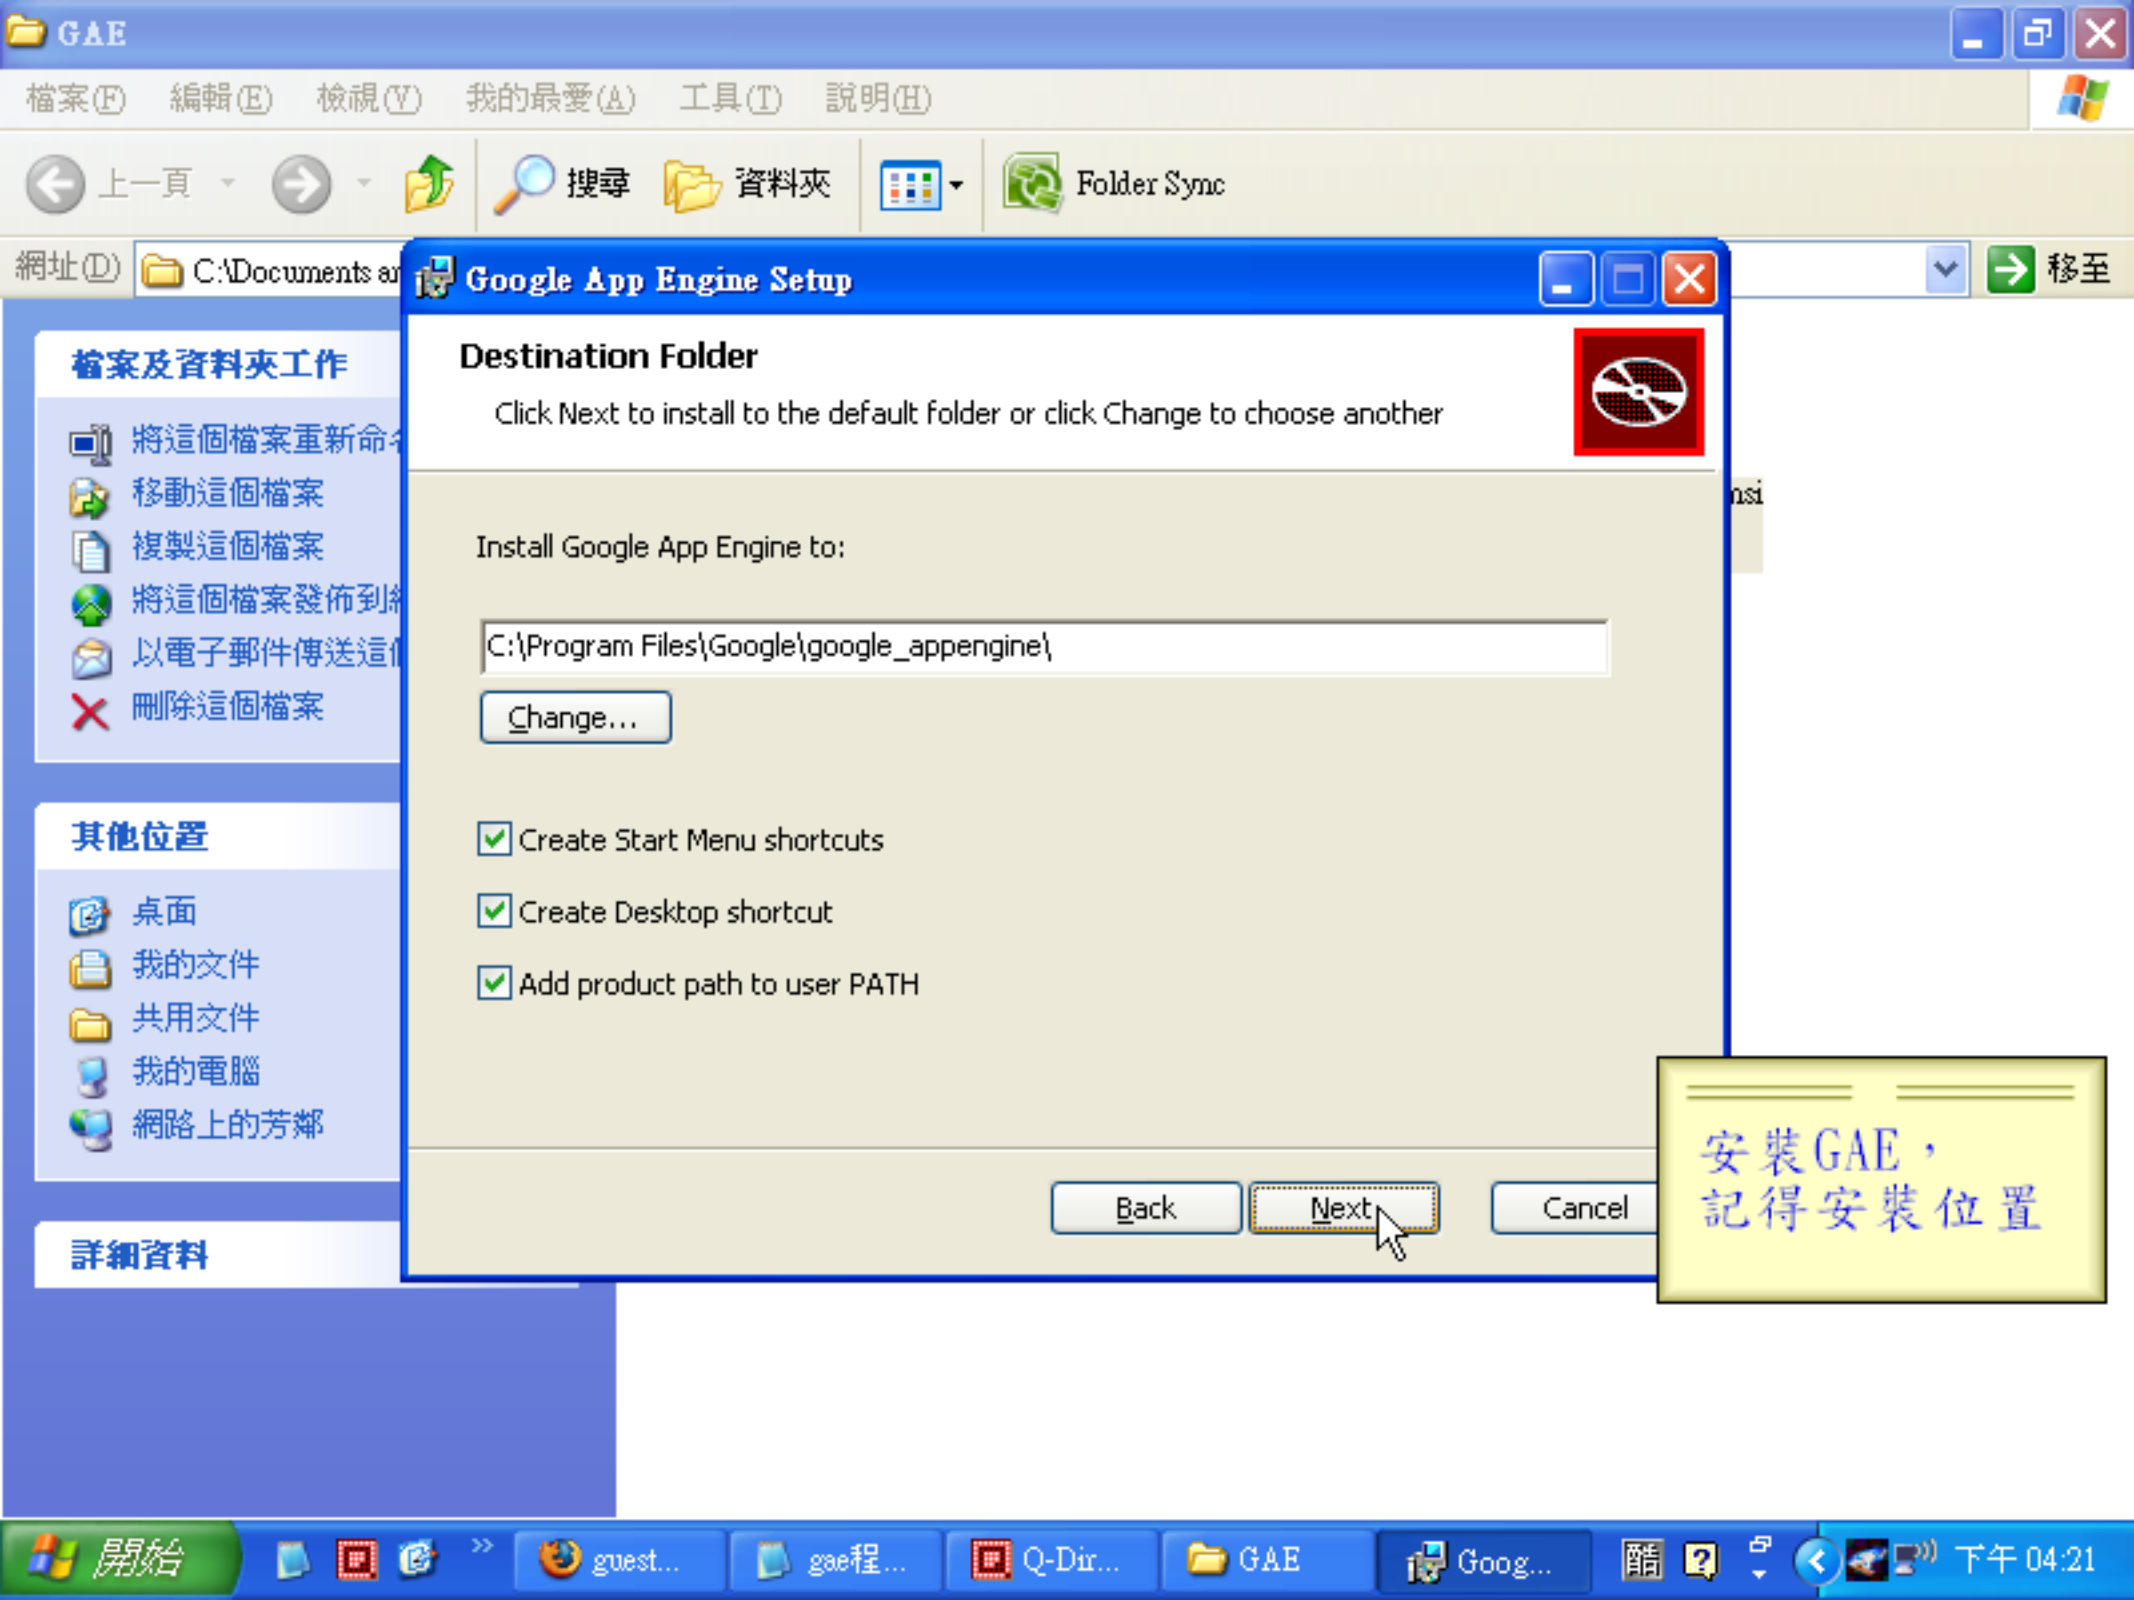 GAE
檔案(F) 編輯(E) 檢視(V) 我的最愛(A) 工具(T) 說明(H)
上一頁 搜尋 資料夾 Folder Sync
網址(D) C:\Documents 移至
Google App Engine Setup
Destination Folder
Click Next to install to the default folder or click Change to choose another
Install Google App Engine to:
C:\Program Files\Google\google_appengine\
Change...
Create Start Menu shortcuts
Create Desktop shortcut
Add product path to user PATH
Back Next Cancel
檔案及資料夾工作
將這個檔案重新命名
移動這個檔案
複製這個檔案
將這個檔案發佈到
以電子郵件傳送這個
刪除這個檔案
其他位置
桌面
我的文件
共用文件
我的電腦
網路上的芳鄰
詳細資料
安裝GAE，
記得安裝位置
開始 guest... gae程... Q-Dir... GAE Goog... 酷 下午 04:21